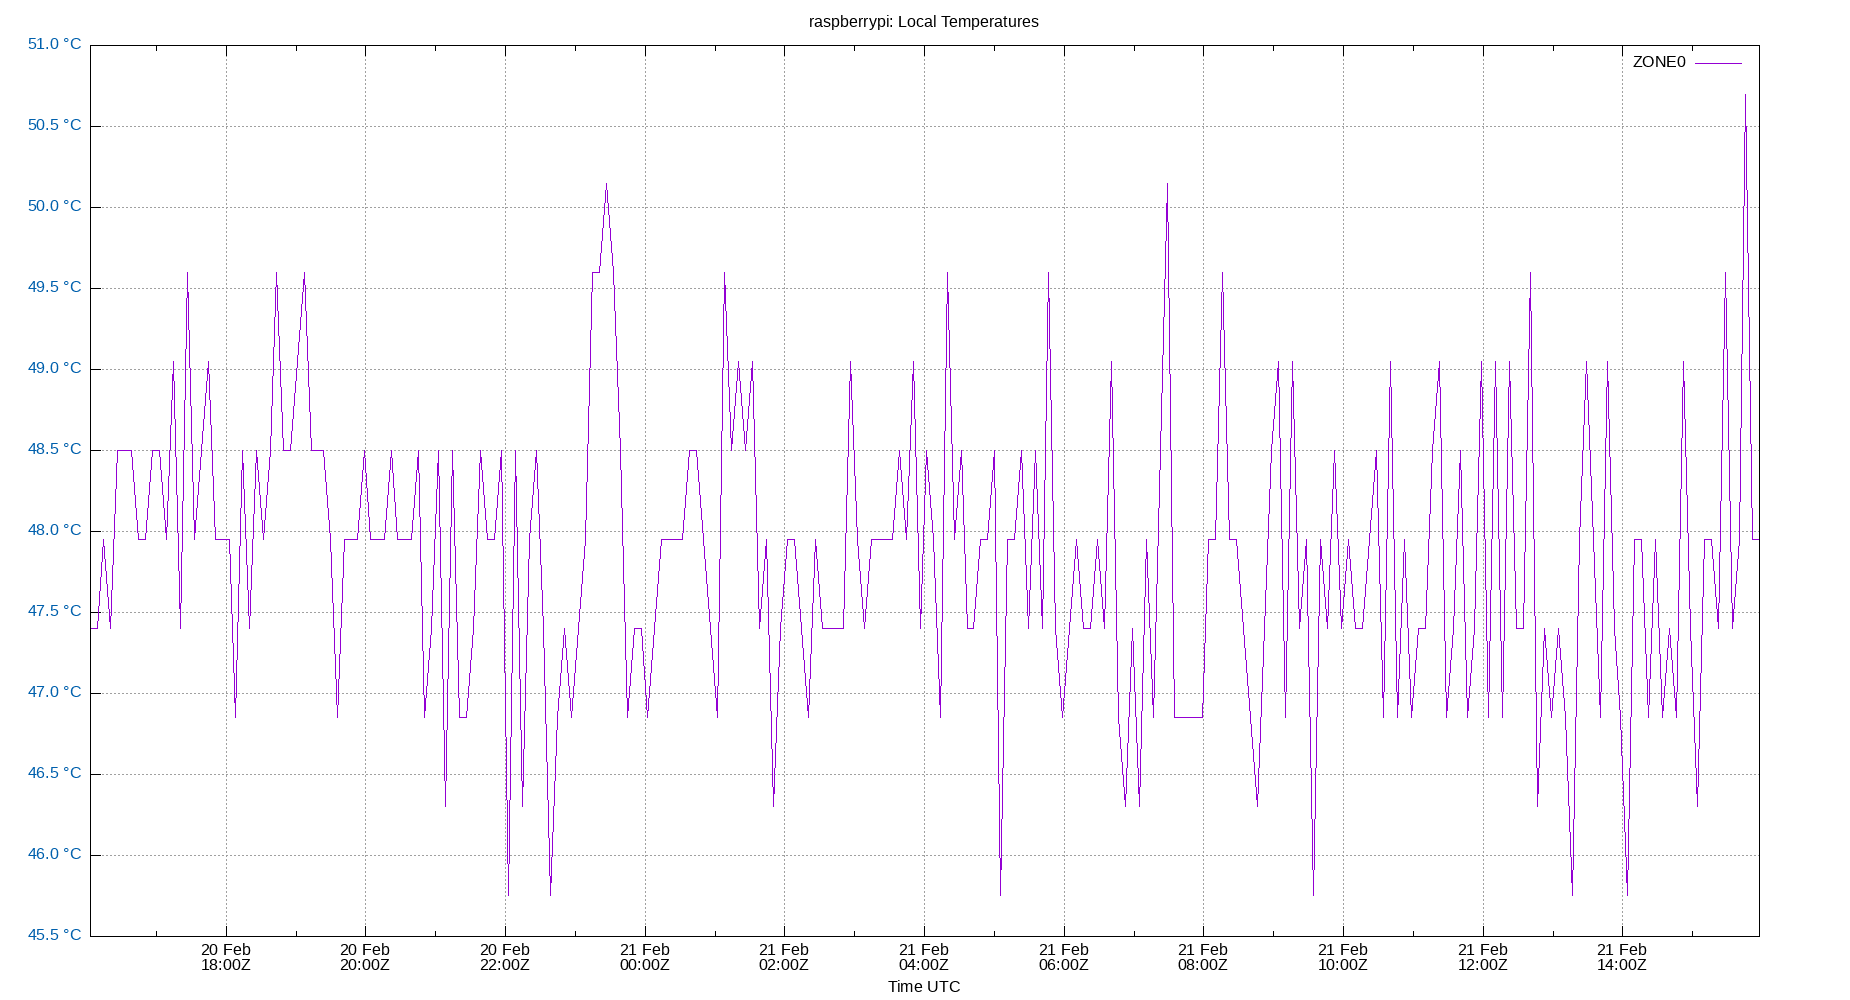 raspberrypi: Local Temperatures
ZONE0
51.0 °C
50.5 °C
50.0 °C
49.5 °C
49.0 °C
48.5 °C
48.0 °C
47.5 °C
47.0 °C
46.5 °C
46.0 °C
45.5 °C
20 Feb
18:00Z
20 Feb
20:00Z
20 Feb
22:00Z
21 Feb
00:00Z
21 Feb
02:00Z
21 Feb
04:00Z
21 Feb
06:00Z
21 Feb
08:00Z
21 Feb
10:00Z
21 Feb
12:00Z
21 Feb
14:00Z
Time UTC